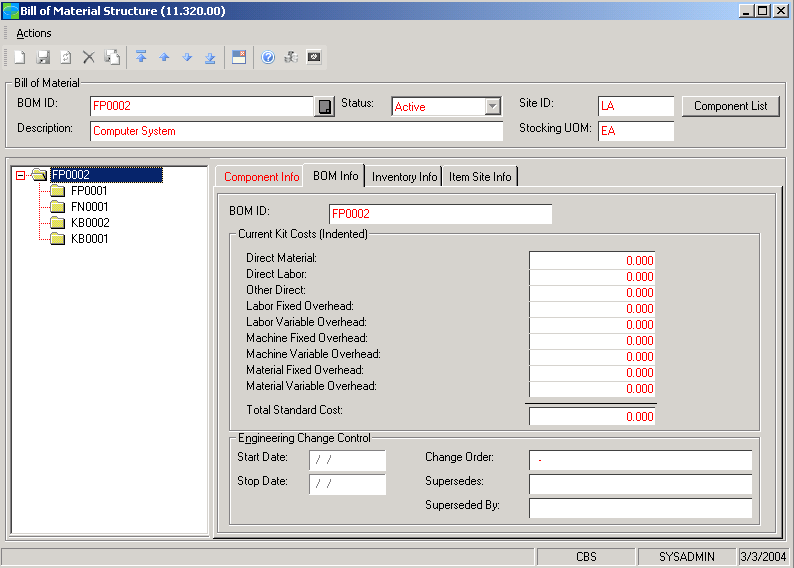 Bill of Material Structure (11.320.00)
Actions
Bill of Material
BOM ID: FP0002 Status: Active Site ID: LA Component List
Description: Computer System Stocking UOM: EA
FP0002
FP0001
FN0001
KB0002
KB0001
Component Info BOM Info Inventory Info Item Site Info
BOM ID: FP0002
Current Kit Costs (Indented)
Direct Material: 0.000
Direct Labor: 0.000
Other Direct: 0.000
Labor Fixed Overhead: 0.000
Labor Variable Overhead: 0.000
Machine Fixed Overhead: 0.000
Machine Variable Overhead: 0.000
Material Fixed Overhead: 0.000
Material Variable Overhead: 0.000
Total Standard Cost: 0.000
Engineering Change Control
Start Date: / / Change Order: -
Stop Date: / / Supersedes:
Superseded By:
CBS SYSADMIN 3/3/2004